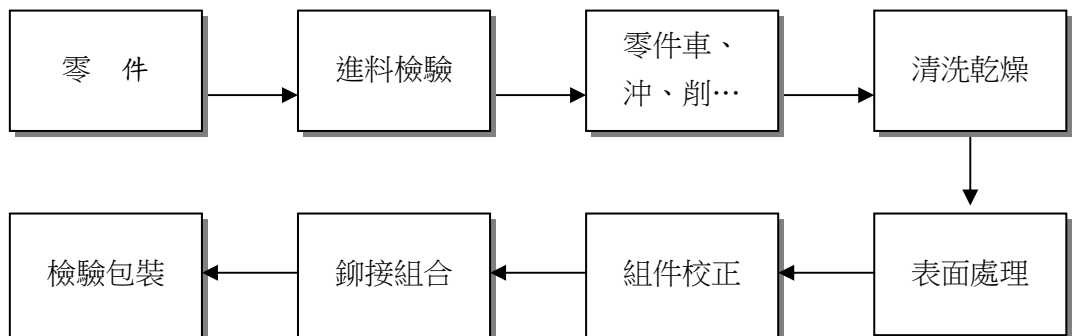 零 件
進料檢驗
零件車、
沖、削…
清洗乾燥
表面處理
組件校正
鉚接組合
檢驗包裝